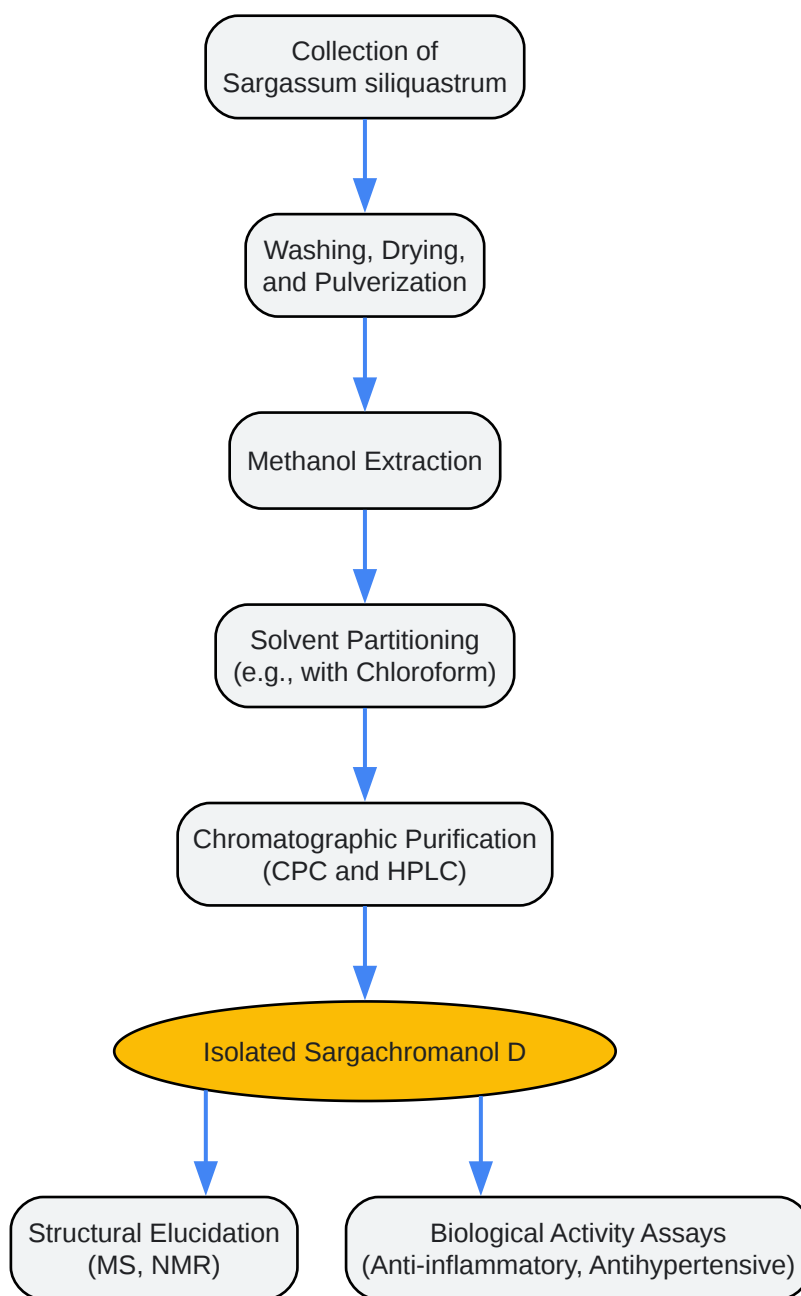 Collection of
Sargassum siliquastrum
Washing, Drying,
and Pulverization
Methanol Extraction
Solvent Partitioning
(e.g., with Chloroform)
Chromatographic Purification
(CPC and HPLC)
Isolated Sargachromanol D
Structural Elucidation
(MS, NMR)
Biological Activity Assays
(Anti-inflammatory, Antihypertensive)